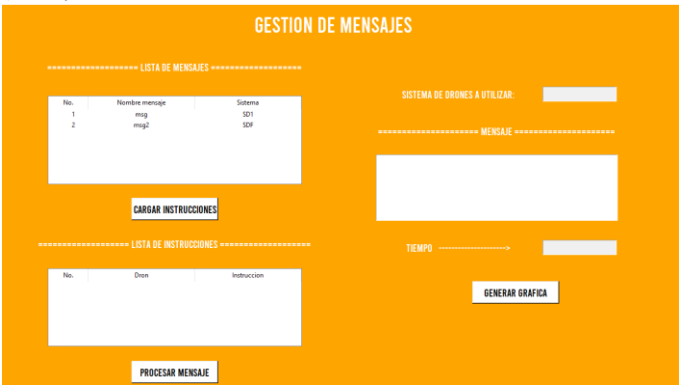 GESTION DE MENSAJES
=================== LISTA DE MENSAJES ===================
No. Nombre mensaje Sistema
1 msg SD1
2 msg2 SDF
CARGAR INSTRUCCIONES
=================== LISTA DE INSTRUCCIONES ===================
No. Dron Instruccion
PROCESAR MENSAJE
SISTEMA DE DRONES A UTILIZAR:
===================== MENSAJE =====================
TIEMPO ------------------>
GENERAR GRAFICA